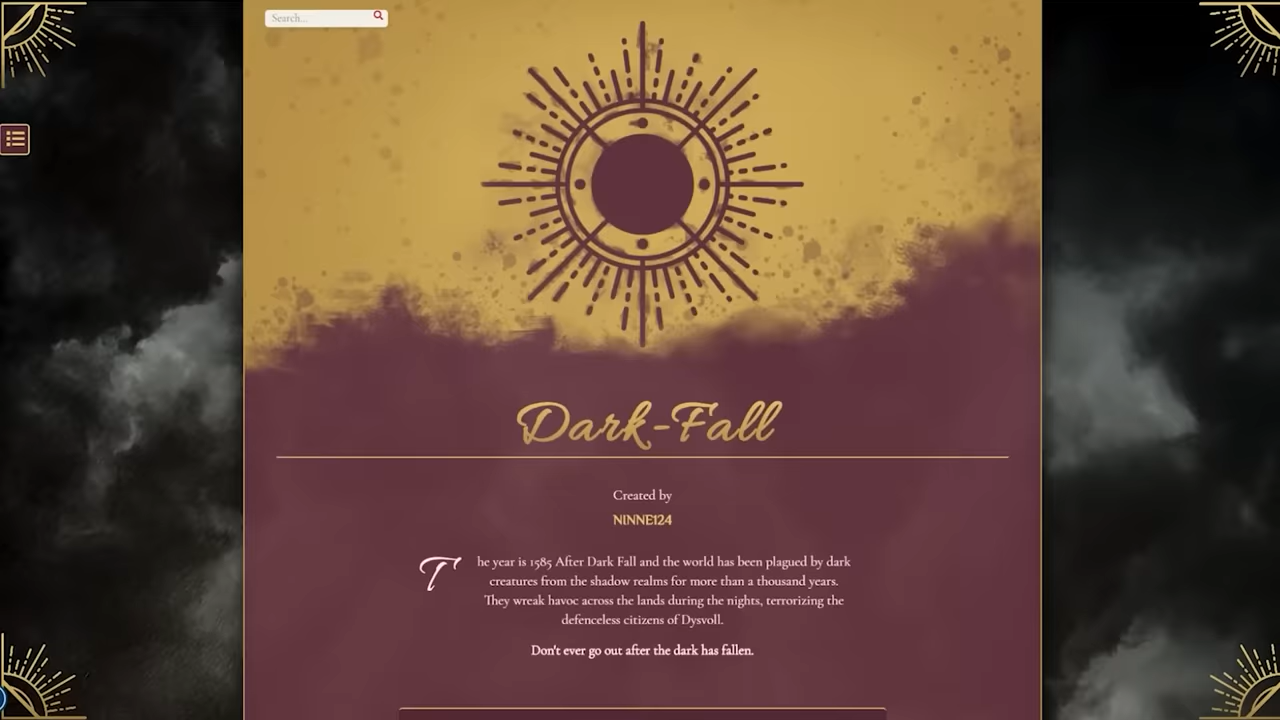 Search...
Dark-Fall
Created by
NINNE124
The year is 1585 After Dark Fall and the world has been plagued by dark
creatures from the shadow realms for more than a thousand years.
They wreak havoc across the lands during the nights, terrorizing the
defenceless citizens of Dysvoll.
Don't ever go out after the dark has fallen.